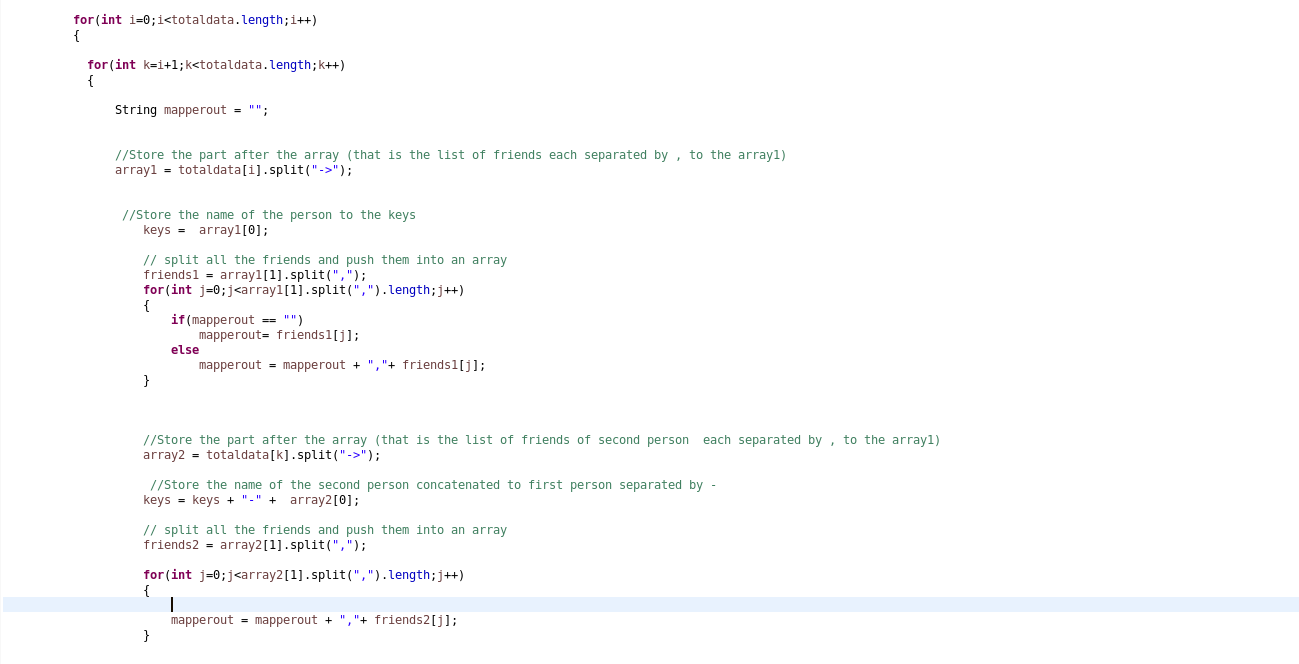 for(int i=0;i<totaldata.length;i++)
{
for(int k=i+1;k<totaldata.length;k++)
{
String mapperout = "";
//Store the part after the array (that is the list of friends each separated by , to the array1)
array1 = totaldata[i].split("->");
//Store the name of the person to the keys
keys =  array1[0];
// split all the friends and push them into an array
friends1 = array1[1].split(",");
for(int j=0;j<array1[1].split(",").length;j++)
{
if(mapperout == "")
mapperout= friends1[j];
else
mapperout = mapperout + ","+ friends1[j];
}
//Store the part after the array (that is the list of friends of second person  each separated by , to the array1)
array2 = totaldata[k].split("->");
//Store the name of the second person concatenated to first person separated by -
keys = keys + "-" +  array2[0];
// split all the friends and push them into an array
friends2 = array2[1].split(",");
for(int j=0;j<array2[1].split(",").length;j++)
{
mapperout = mapperout + ","+ friends2[j];
}